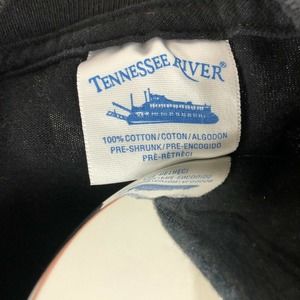 TENNESSEE RIVER®
100% COTTON/COTON/ALGODON
PRE-SHRUNK/PRE-ENCOGIDO
PRÉ-RÉTRÉCI